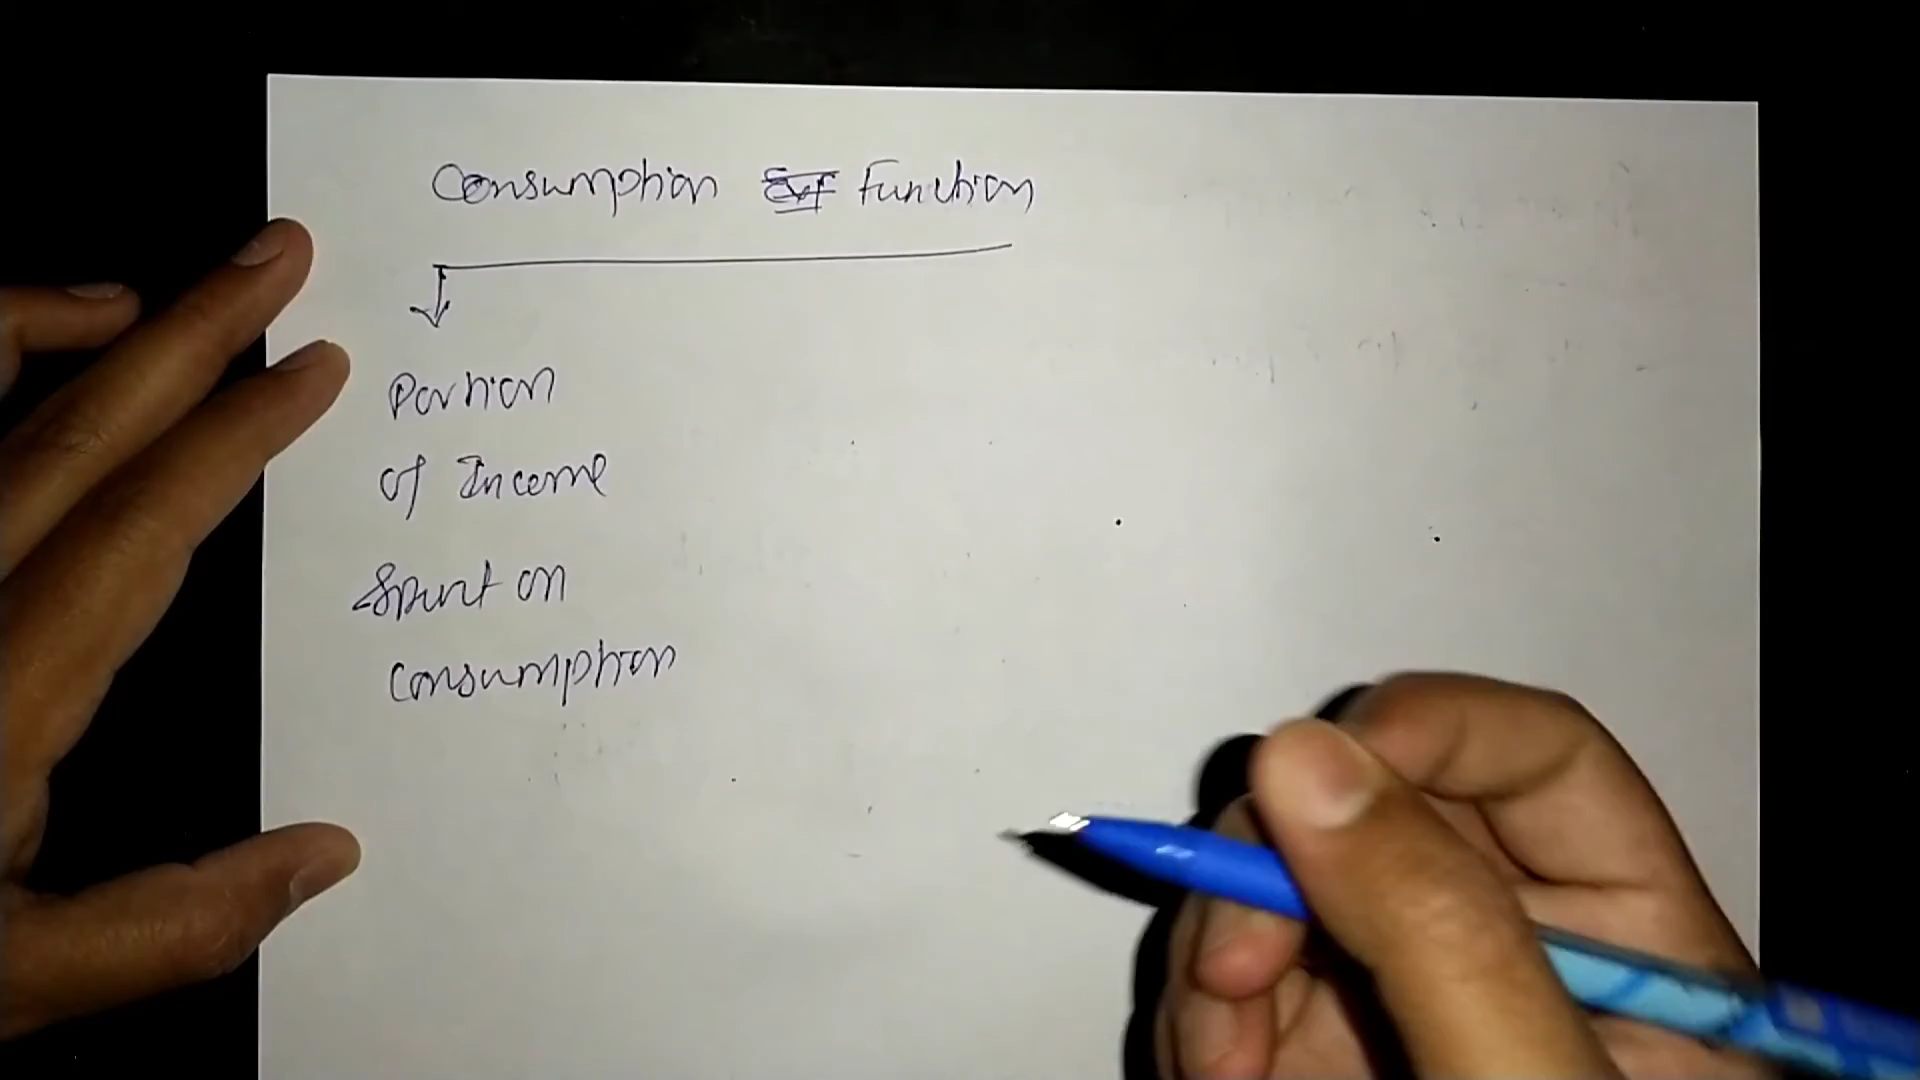 Consumption Function
Portion
of Income
Spent on
Consumption